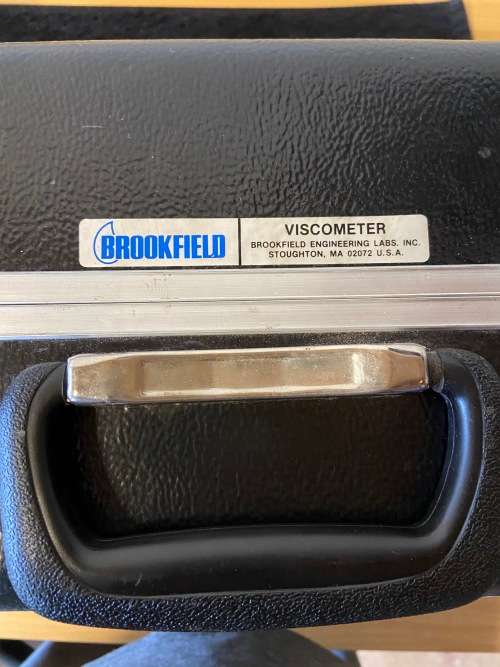 BROOKFIELD
VISCOMETER
BROOKFIELD ENGINEERING LABS. INC.
STOUGHTON, MA 02072 U.S.A.